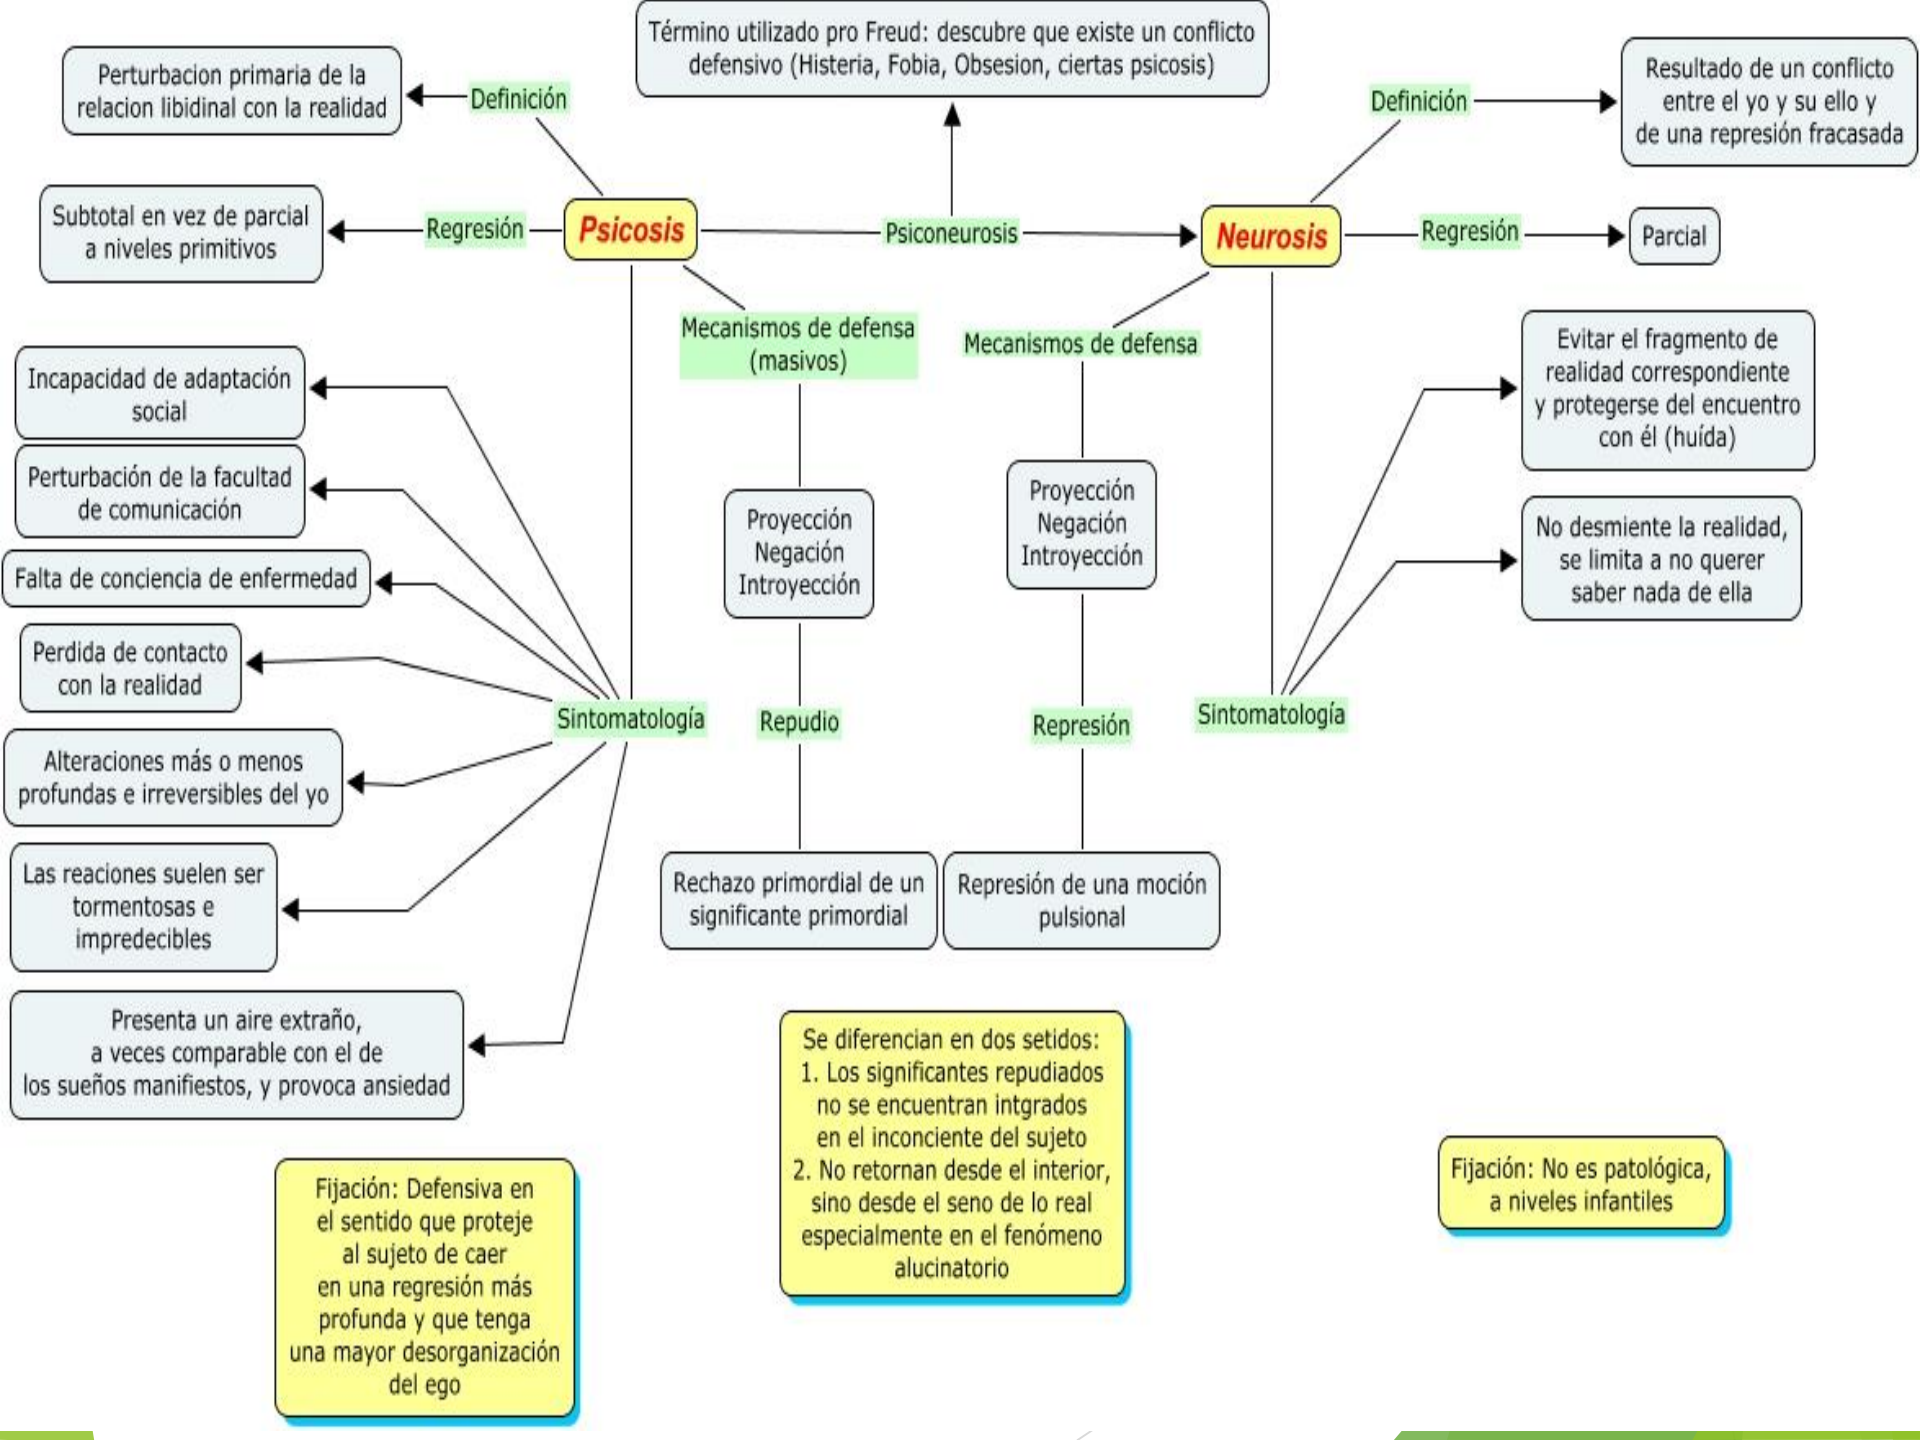 Término utilizado pro Freud: descubre que existe un conflicto
defensivo (Histeria, Fobia, Obsesion, ciertas psicosis)
Perturbacion primaria de la
relacion libidinal con la realidad
Definición
Definición
Resultado de un conflicto
entre el yo y su ello y
de una represión fracasada
Subtotal en vez de parcial
a niveles primitivos
Regresión
Psicosis
Psiconeurosis
Neurosis
Regresión
Parcial
Mecanismos de defensa
(masivos)
Mecanismos de defensa
Incapacidad de adaptación
social
Perturbación de la facultad
de comunicación
Falta de conciencia de enfermedad
Perdida de contacto
con la realidad
Alteraciones más o menos
profundas e irreversibles del yo
Las reaciones suelen ser
tormentosas e
impredecibles
Presenta un aire extraño,
a veces comparable con el de
los sueños manifiestos, y provoca ansiedad
Sintomatología
Proyección
Negación
Introyección
Repudio
Rechazo primordial de un
significante primordial
Proyección
Negación
Introyección
Represión
Represión de una moción
pulsional
Evitar el fragmento de
realidad correspondiente
y protegerse del encuentro
con él (huída)
No desmiente la realidad,
se limita a no querer
saber nada de ella
Sintomatología
Fijación: Defensiva en
el sentido que proteje
al sujeto de caer
en una regresión más
profunda y que tenga
una mayor desorganización
del ego
Se diferencian en dos setidos:
1. Los significantes repudiados
no se encuentran intgrados
en el inconciente del sujeto
2. No retornan desde el interior,
sino desde el seno de lo real
especialmente en el fenómeno
alucinatorio
Fijación: No es patológica,
a niveles infantiles